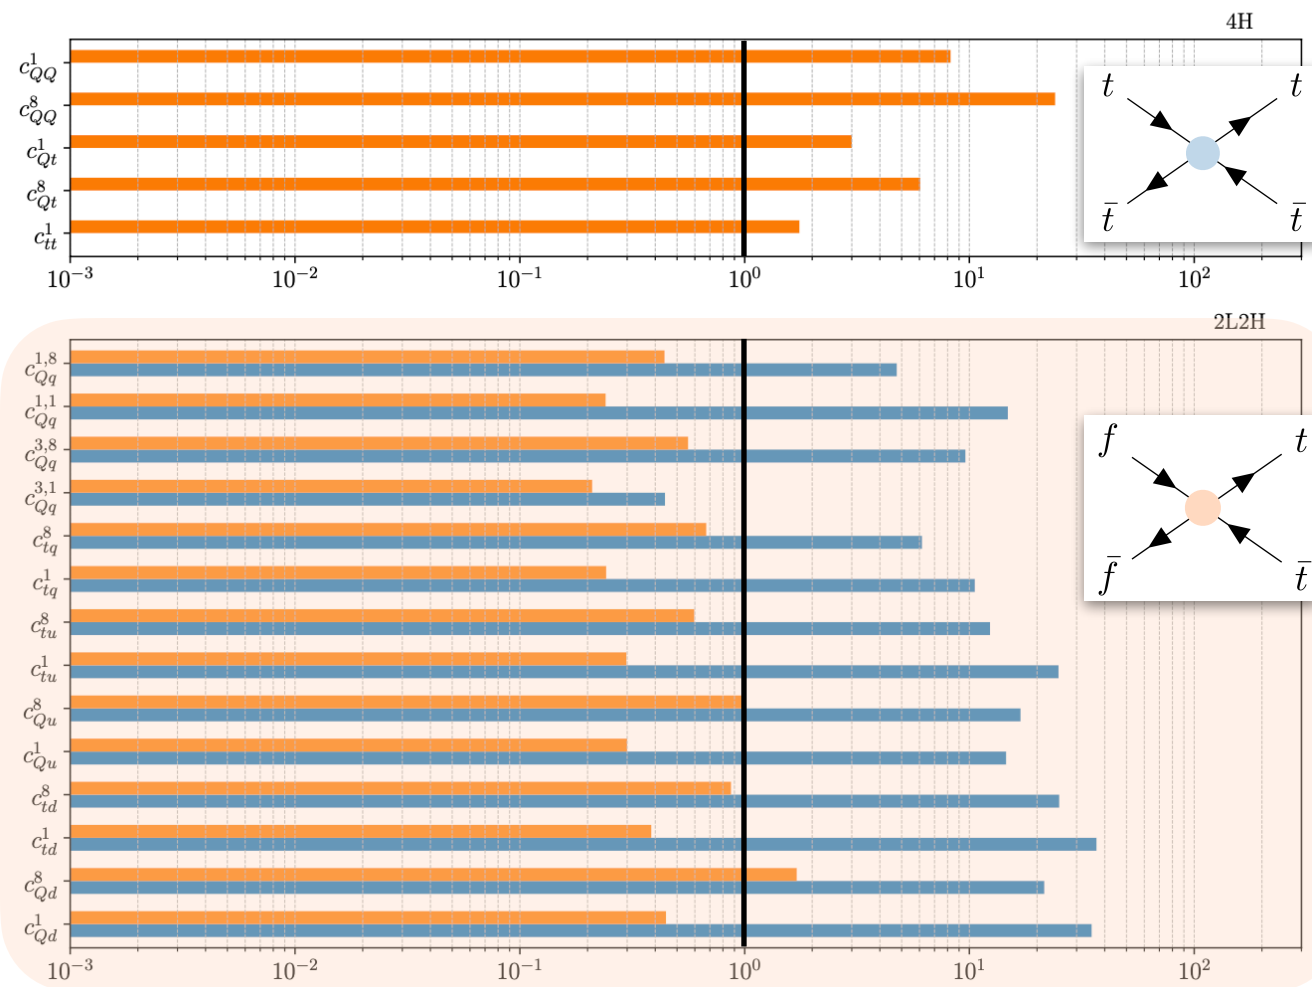 4H
c^1_{QQ}
c^8_{QQ}
c^1_{Qt}
c^8_{Qt}
c^1_{tt}
t t
t̄ t̄
10^{-3} 10^{-2} 10^{-1} 10^0 10^1 10^2
2L2H
c^{1,8}_{Qq}
c^{1,1}_{Qq}
c^{3,8}_{Qq}
c^{3,1}_{Qq}
c^8_{tq}
c^1_{tq}
c^8_{tu}
c^1_{tu}
c^8_{Qu}
c^1_{Qu}
c^8_{td}
c^1_{td}
c^8_{Qd}
c^1_{Qd}
f t
f̄ t̄
10^{-3} 10^{-2} 10^{-1} 10^0 10^1 10^2